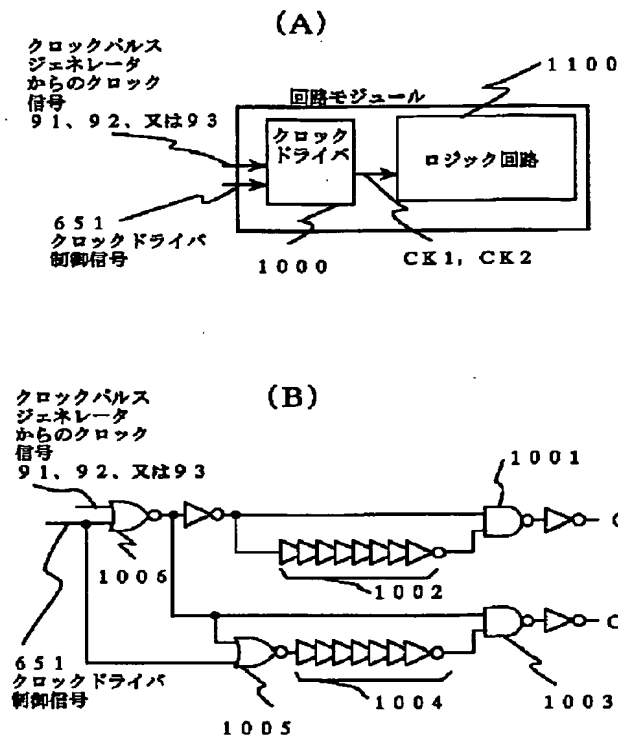 (A)
クロックパルス
ジェネレータ
からのクロック
信号
91、92、又は93
1100
回路モジュール
クロック
ドライバ
ロジック回路
651
クロックドライバ
制御信号
1000
CK1, CK2
(B)
クロックパルス
ジェネレータ
からのクロック
信号
91、92、又は93
1001
1006
1002
651
クロックドライバ
制御信号
1005
1004
1003